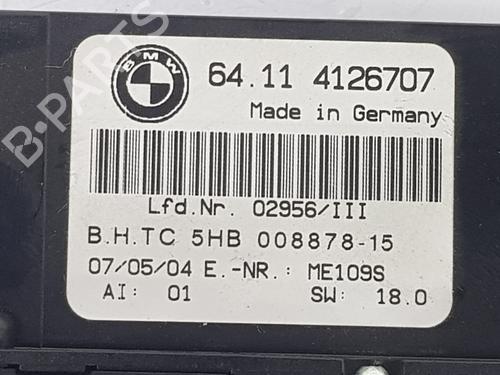 BMW
64.11 4126707
Made in Germany
Lfd.Nr. 02956/III
B.H.TC 5HB 008878-15
07/05/04 E.-NR.: ME109S
AI: 01 SW: 18.0
B-PARTS